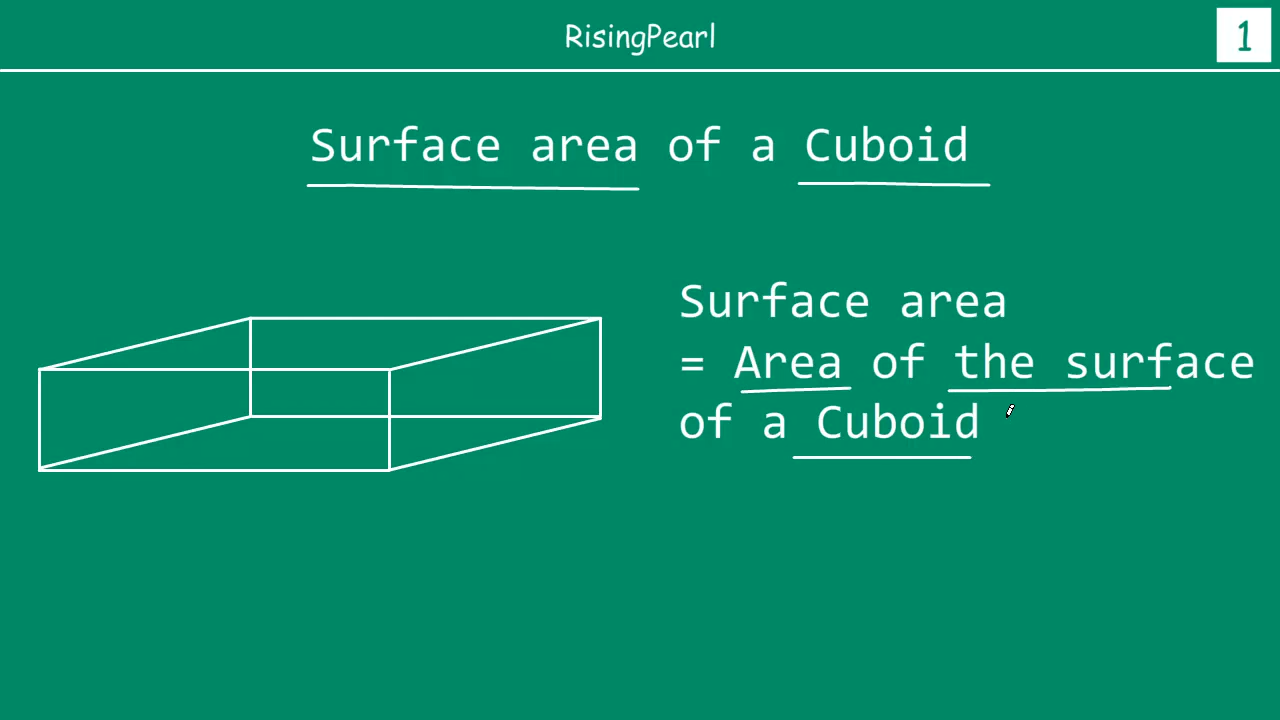 RisingPearl
1
Surface area of a Cuboid
Surface area
= Area of the surface
of a Cuboid